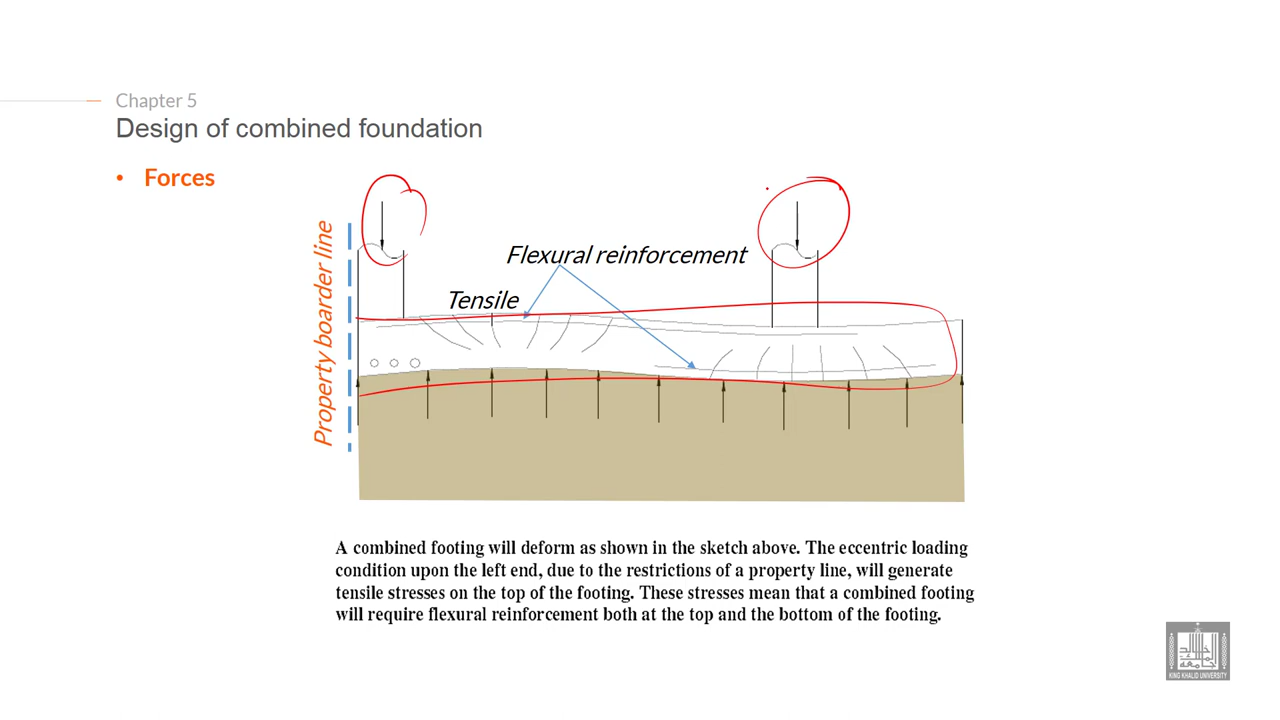 Chapter 5
Design of combined foundation
• Forces
Property boarder line
Flexural reinforcement
Tensile
A combined footing will deform as shown in the sketch above. The eccentric loading
condition upon the left end, due to the restrictions of a property line, will generate
tensile stresses on the top of the footing. These stresses mean that a combined footing
will require flexural reinforcement both at the top and the bottom of the footing.
KING KHALID UNIVERSITY